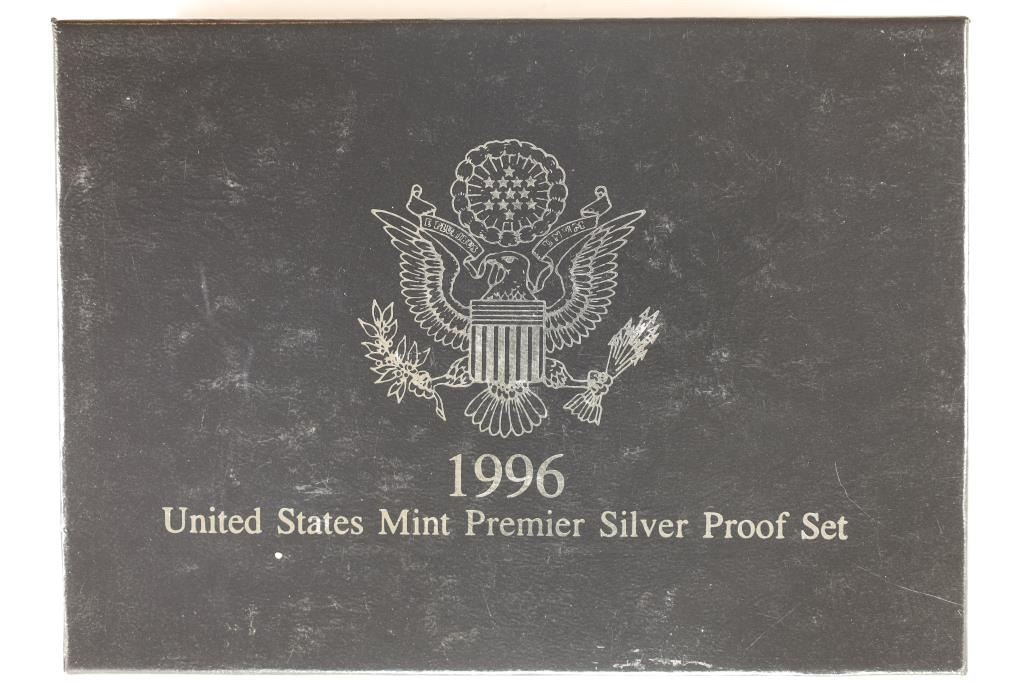 1996
United States Mint Premier Silver Proof Set